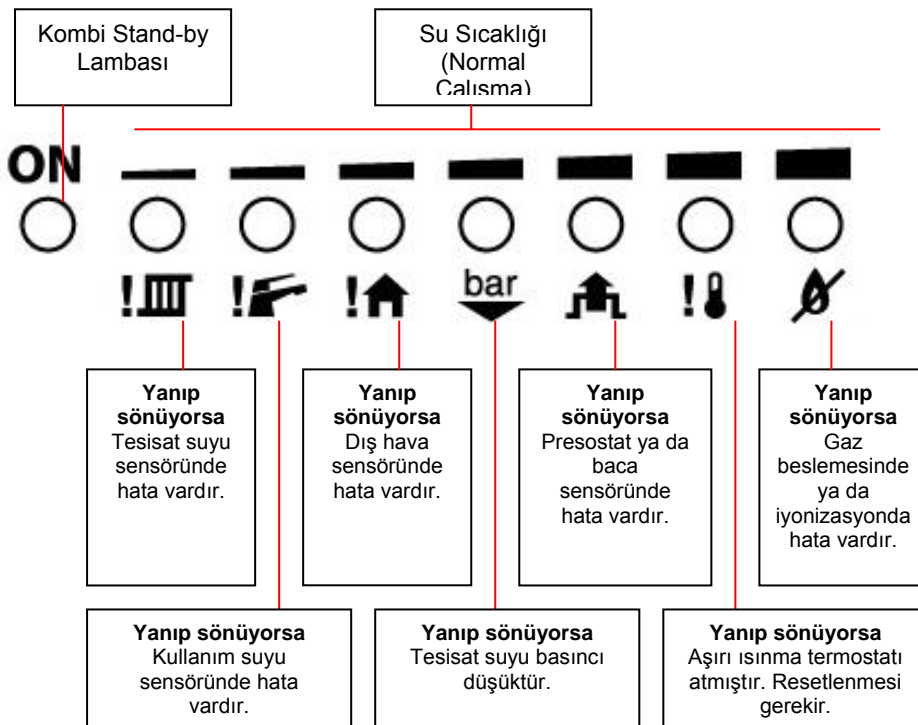 Kombi Stand-by
Lambası
Su Sıcaklığı
(Normal
Çalışma)
ON
bar
Yanıp
sönüyorsa
Tesisat suyu
sensöründe
hata vardır.
Yanıp
sönüyorsa
Dış hava
sensöründe
hata vardır.
Yanıp
sönüyorsa
Presostat ya da
baca
sensöründe
hata vardır.
Yanıp
sönüyorsa
Gaz
beslemesinde
ya da
iyonizasyonda
hata vardır.
Yanıp sönüyorsa
Kullanım suyu
sensöründe hata
vardır.
Yanıp sönüyorsa
Tesisat suyu basıncı
düşüktür.
Yanıp sönüyorsa
Aşırı ısınma termostatı
atmıştır. Resetlenmesi
gerekir.